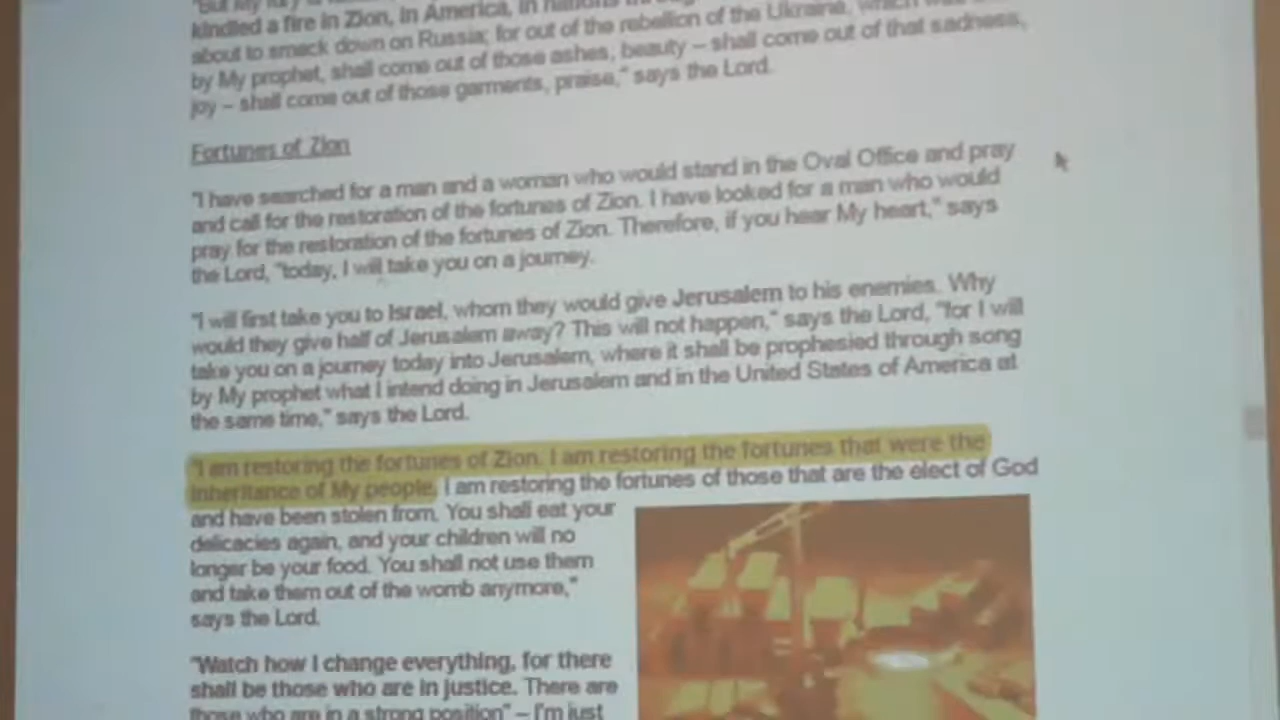 "But My fury is
kindled a fire in Zion, in America, in nations
about to smack down on Russia; for out of the rebellion of the Ukraine, which was
by My prophet, shall come out of those ashes, beauty – shall come out of that sadness,
joy – shall come out of those garments, praise," says the Lord.
Fortunes of Zion
"I have searched for a man and a woman who would stand in the Oval Office and pray
and call for the restoration of the fortunes of Zion. I have looked for a man who would
pray for the restoration of the fortunes of Zion. Therefore, if you hear My heart," says
the Lord, "today, I will take you on a journey.
"I will first take you to Israel, whom they would give Jerusalem to his enemies. Why
would they give half of Jerusalem away? This will not happen," says the Lord, "for I will
take you on a journey today into Jerusalem, where it shall be prophesied through song
by My prophet what I intend doing in Jerusalem and in the United States of America at
the same time," says the Lord.
"I am restoring the fortunes of Zion. I am restoring the fortunes that were the
inheritance of My people. I am restoring the fortunes of those that are the elect of God
and have been stolen from. You shall eat your
delicacies again, and your children will no
longer be your food. You shall not use them
and take them out of the womb anymore,"
says the Lord.
"Watch how I change everything, for there
shall be those who are in justice. There are
those who are in a strong position" – I'm just